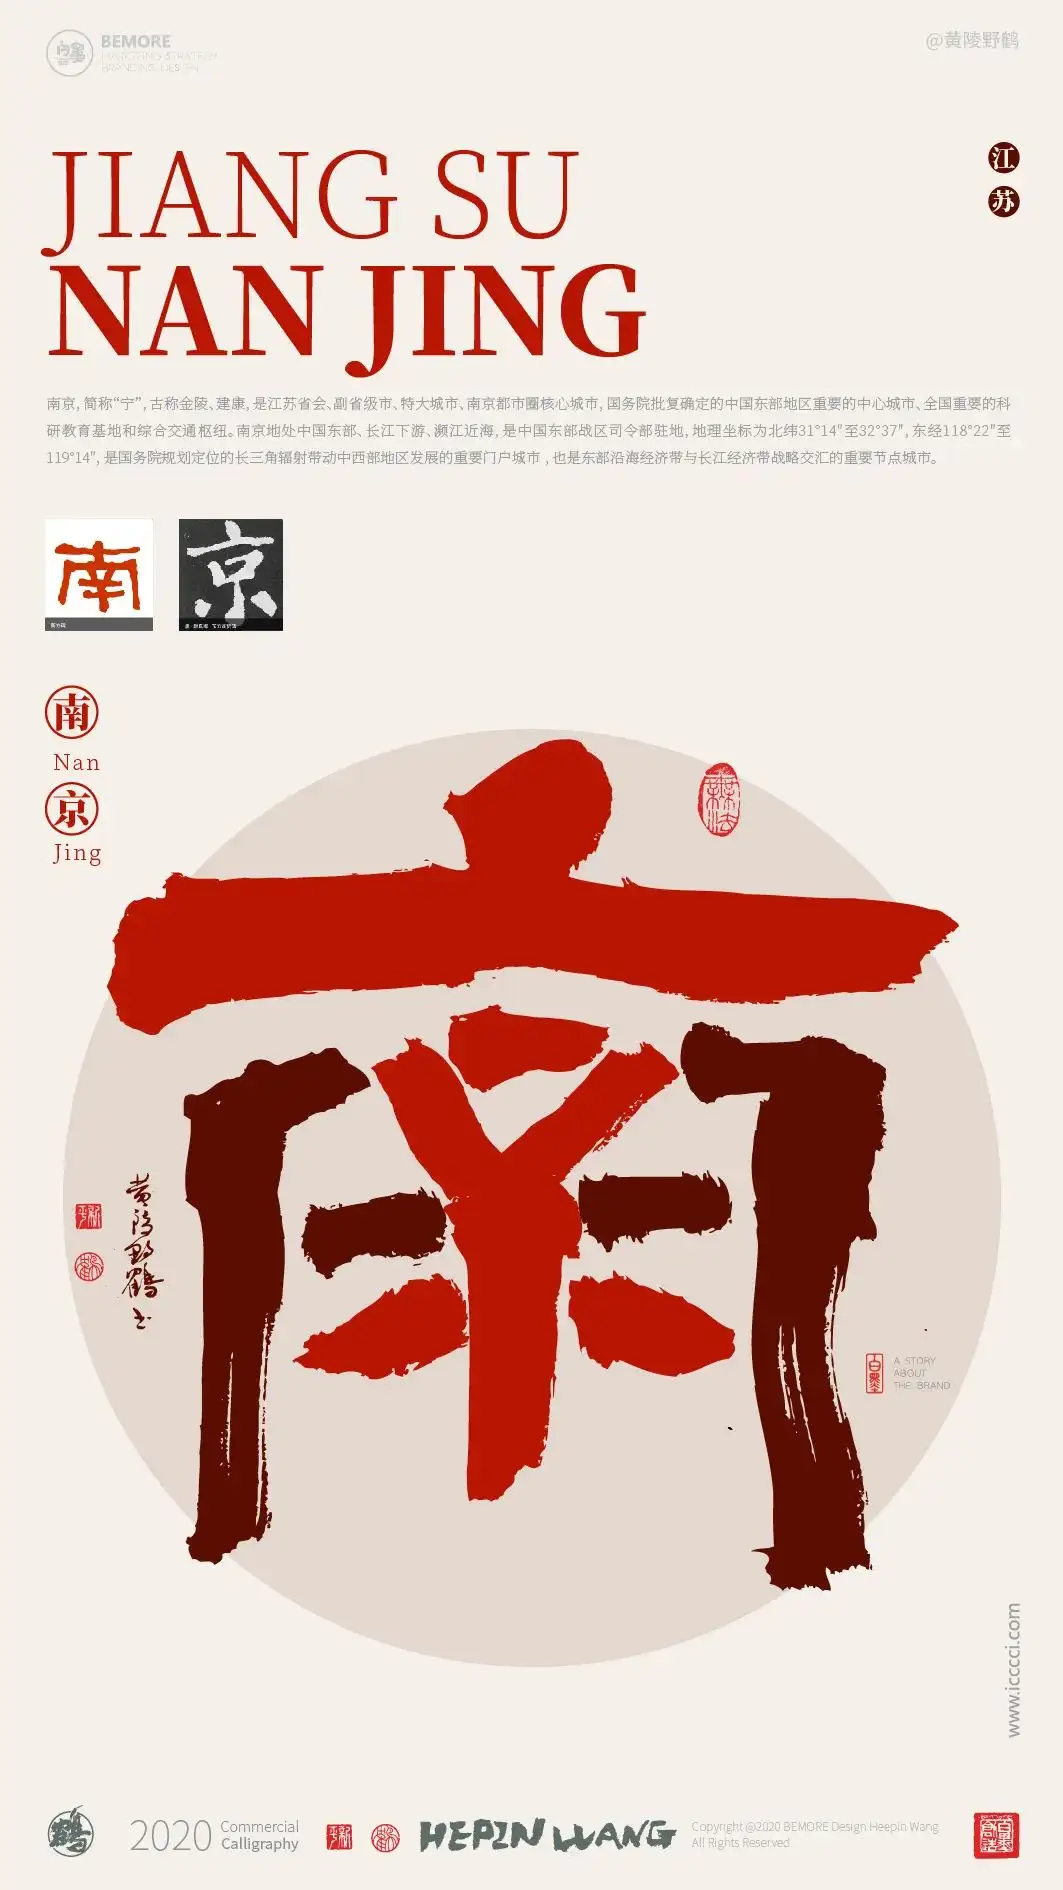 BEMORE
MARKETING STRATEGY
BRANDING DESIGN
@黄陵野鹤
JIANG SU
NAN JING
江
苏
南京, 简称“宁”, 古称金陵、建康, 是江苏省会、副省级市、特大城市、南京都市圈核心城市, 国务院批复确定的中国东部地区重要的中心城市、全国重要的科
研教育基地和综合交通枢纽。南京地处中国东部、长江下游、濒江近海, 是中国东部战区司令部驻地, 地理坐标为北纬31°14″至32°37″, 东经118°22″至
119°14″, 是国务院规划定位的长三角辐射带动中西部地区发展的重要门户城市 , 也是东部沿海经济带与长江经济带战略交汇的重要节点城市。
南
京
南
Nan
京
Jing
黄陵野鹤书
A STORY
ABOUT
THE BRAND
www.icccci.com
鹤
2020
Commercial
Calligraphy
HEPIN WANG
Copyright @2020 BEMORE Design Heepin Wang
All Rights Reserved